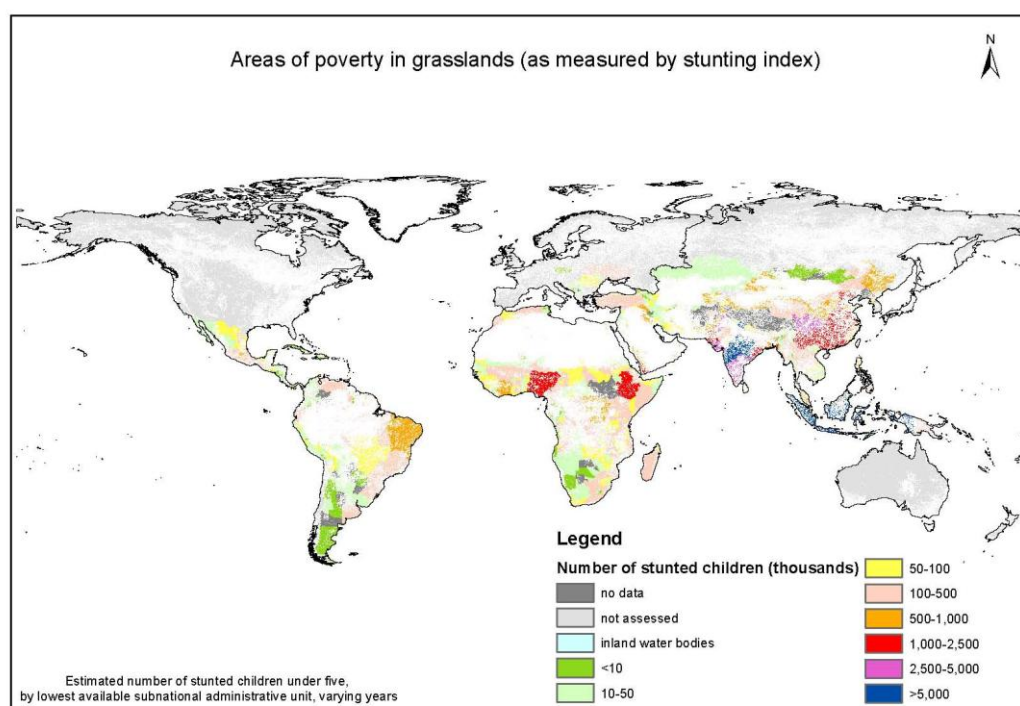 Areas of poverty in grasslands (as measured by stunting index)
N
Legend
Number of stunted children (thousands)
no data
not assessed
inland water bodies
<10
10-50
50-100
100-500
500-1,000
1,000-2,500
2,500-5,000
>5,000
Estimated number of stunted children under five,
by lowest available subnational administrative unit, varying years